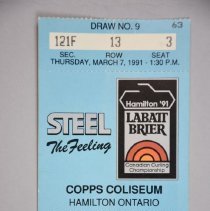 DRAW NO. 9
63
121F 13 3
SEC. ROW SEAT
THURSDAY, MARCH 7, 1991 - 1:30 P.M.
Hamilton '91
LABATT
BRIER
STEEL
The Feeling
Canadian Curling
Championship
COPPS COLISEUM
HAMILTON ONTARIO